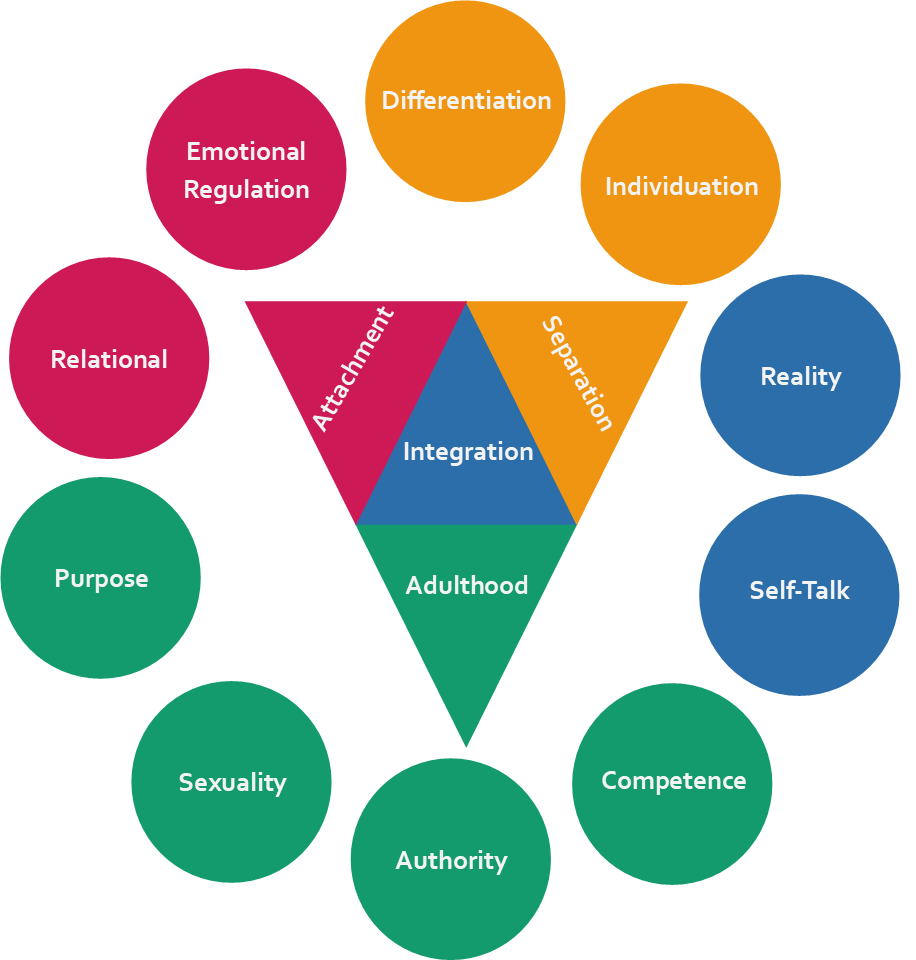 Differentiation
Emotional
Regulation
Individuation
Relational
Reality
Attachment
Separation
Integration
Purpose
Adulthood
Self-Talk
Sexuality
Competence
Authority